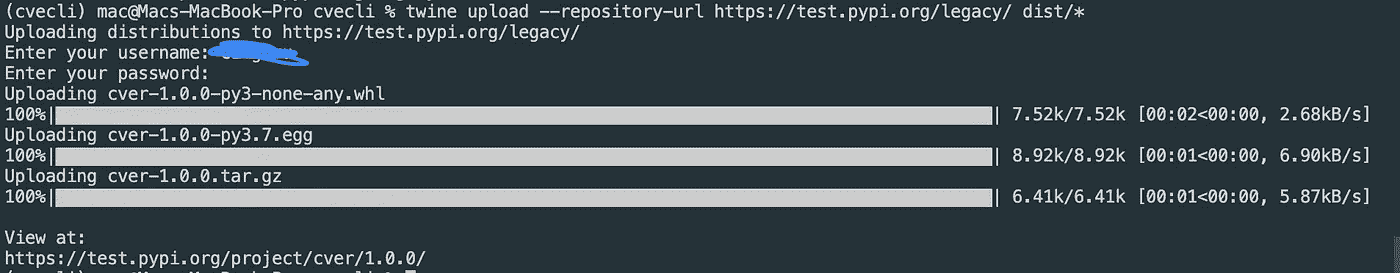 (cvecli) mac@Macs-MacBook-Pro cvecli % twine upload --repository-url https://test.pypi.org/legacy/ dist/*
Uploading distributions to https://test.pypi.org/legacy/
Enter your username:
Enter your password:
Uploading cver-1.0.0-py3-none-any.whl
100%| | 7.52k/7.52k [00:02<00:00, 2.68kB/s]
Uploading cver-1.0.0-py3.7.egg
100%| | 8.92k/8.92k [00:01<00:00, 6.90kB/s]
Uploading cver-1.0.0.tar.gz
100%| | 6.41k/6.41k [00:01<00:00, 5.87kB/s]
View at:
https://test.pypi.org/project/cver/1.0.0/